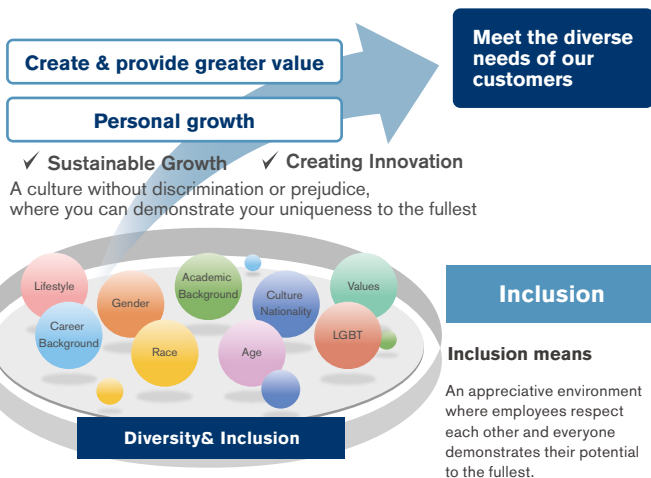 Create & provide greater value
Personal growth
Meet the diverse
needs of our
customers
✓ Sustainable Growth ✓ Creating Innovation
A culture without discrimination or prejudice,
where you can demonstrate your uniqueness to the fullest
Lifestyle
Gender
Academic
Background
Culture
Nationality
Values
Career
Background
Race
Age
LGBT
Diversity& Inclusion
Inclusion
Inclusion means
An appreciative environment
where employees respect
each other and everyone
demonstrates their potential
to the fullest.